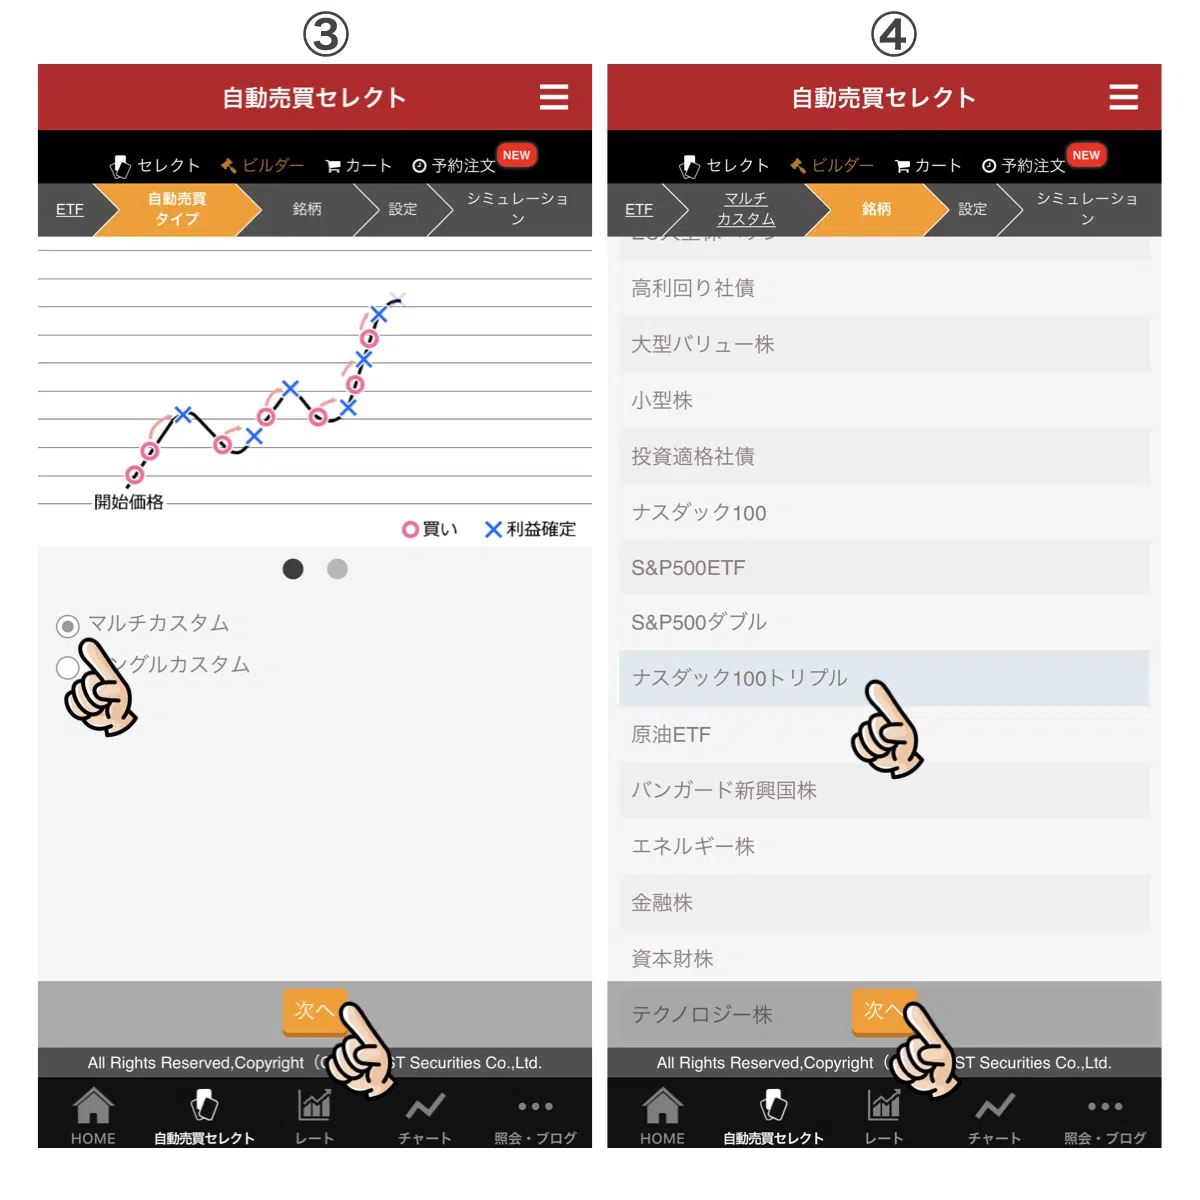 ③
自動売買セレクト
セレクト ビルダー カート 予約注文 NEW
ETF
自動売買
タイプ
銘柄
設定
シミュレーショ
ン
開始価格
買い 利益確定
マルチカスタム
ングルカスタム
次へ
All Rights Reserved,Copyright（ ST Securities Co.,Ltd.
HOME 自動売買セレクト レート チャート 照会・ブログ
④
自動売買セレクト
セレクト ビルダー カート 予約注文 NEW
ETF
マルチ
カスタム
銘柄
設定
シミュレーショ
ン
高利回り社債
大型バリュー株
小型株
投資適格社債
ナスダック100
S&P500ETF
S&P500ダブル
ナスダック100トリプル
原油ETF
バンガード新興国株
エネルギー株
金融株
資本財株
テクノロジー株
次へ
All Rights Reserved,Copyright（ ST Securities Co.,Ltd.
HOME 自動売買セレクト レート チャート 照会・ブログ